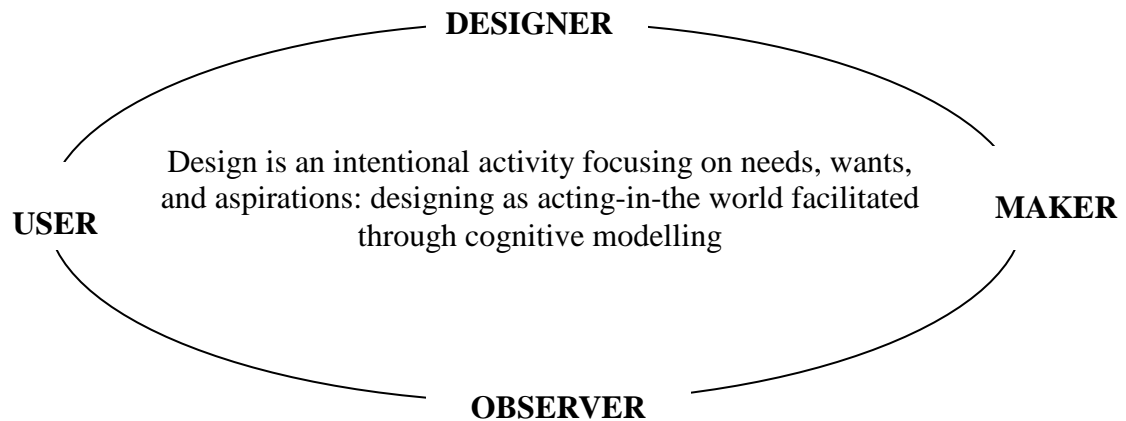 DESIGNER
Design is an intentional activity focusing on needs, wants,
and aspirations: designing as acting-in-the world facilitated
through cognitive modelling
USER
MAKER
OBSERVER